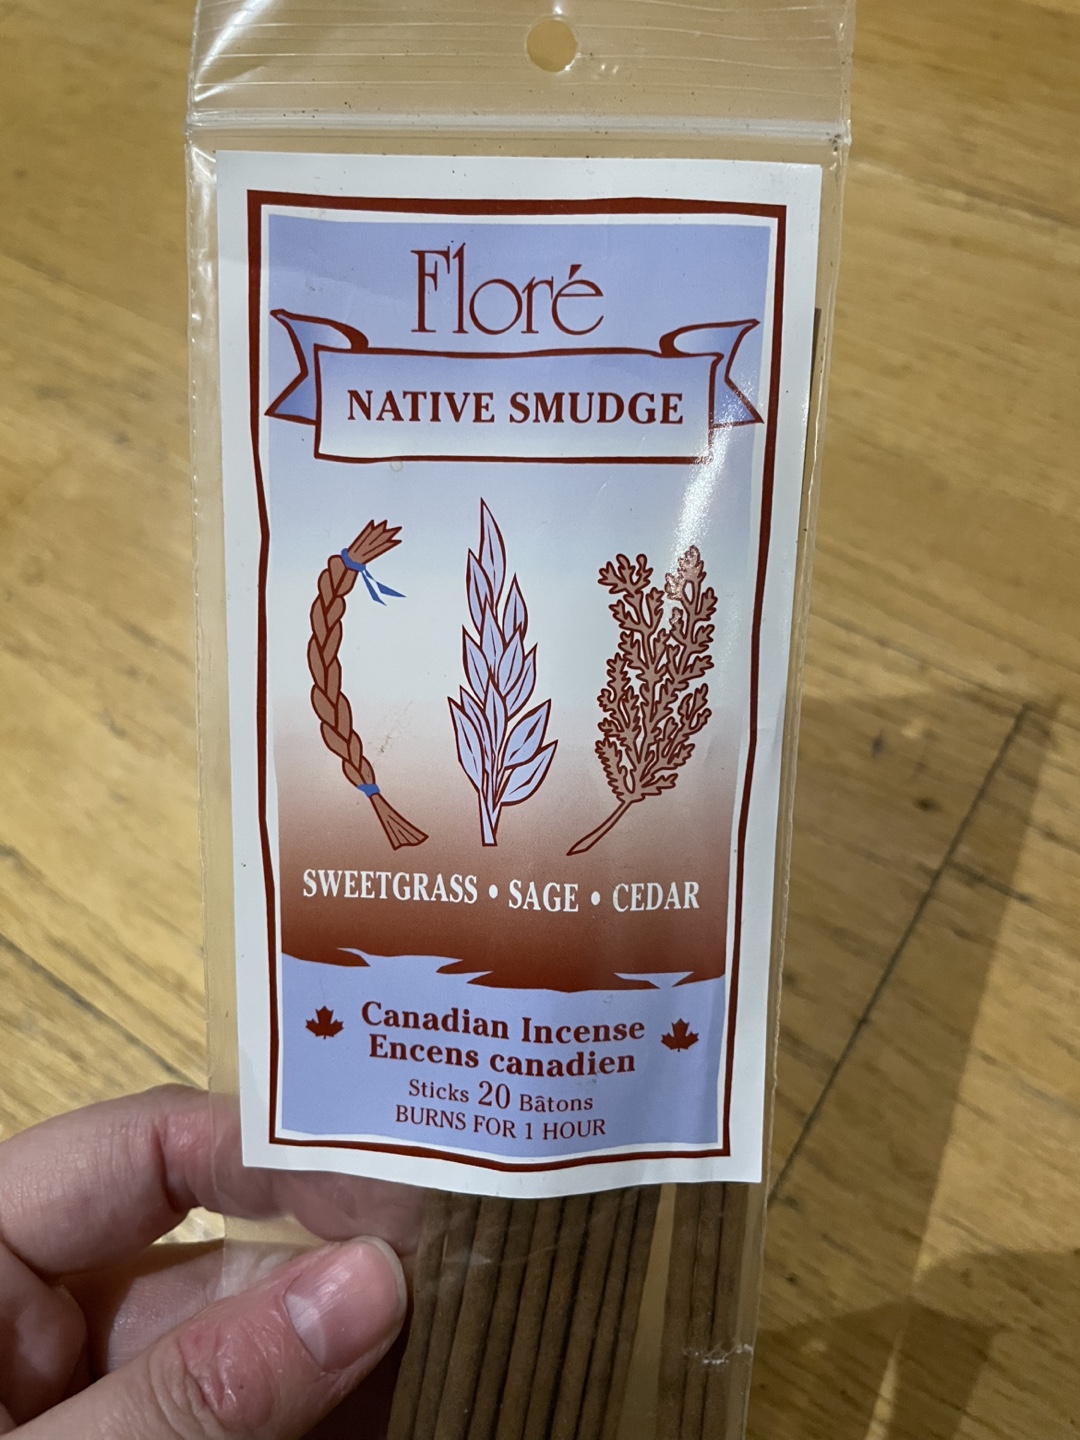 Floré
NATIVE SMUDGE
SWEETGRASS • SAGE • CEDAR
Canadian Incense
Encens canadien
Sticks 20 Bâtons
BURNS FOR 1 HOUR